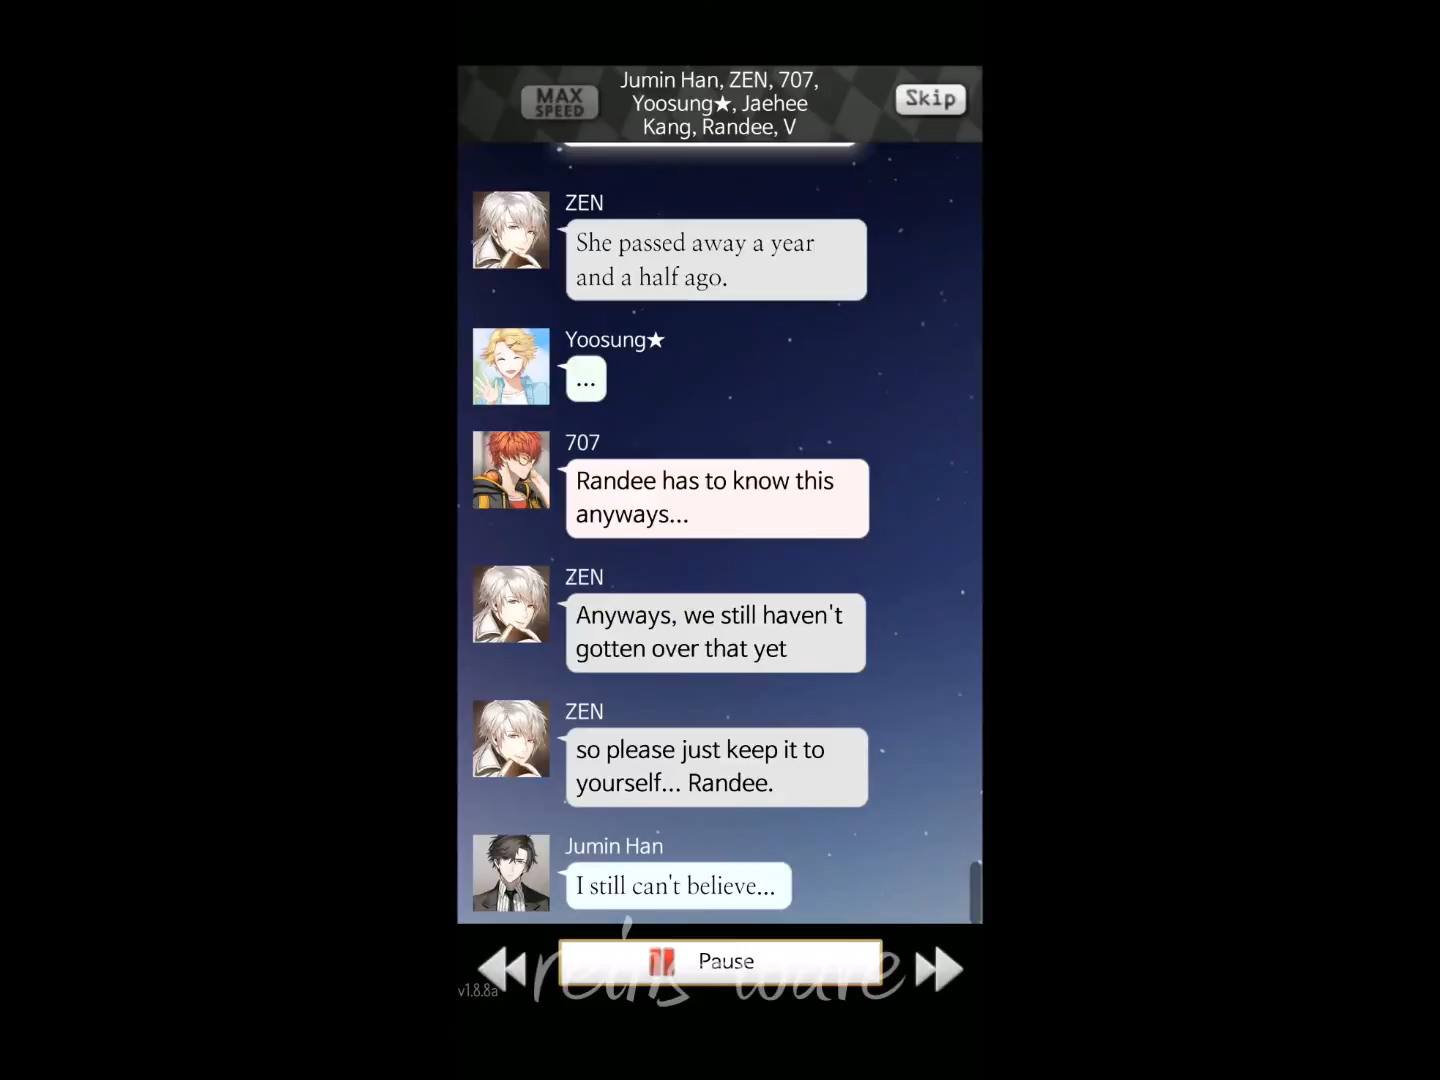 MAX
SPEED
Jumin Han, ZEN, 707,
Yoosung★, Jaehee
Kang, Randee, V
Skip
ZEN
She passed away a year
and a half ago.
Yoosung★
...
707
Randee has to know this
anyways...
ZEN
Anyways, we still haven't
gotten over that yet
ZEN
so please just keep it to
yourself... Randee.
Jumin Han
I still can't believe...
Pause
v1.8.8a